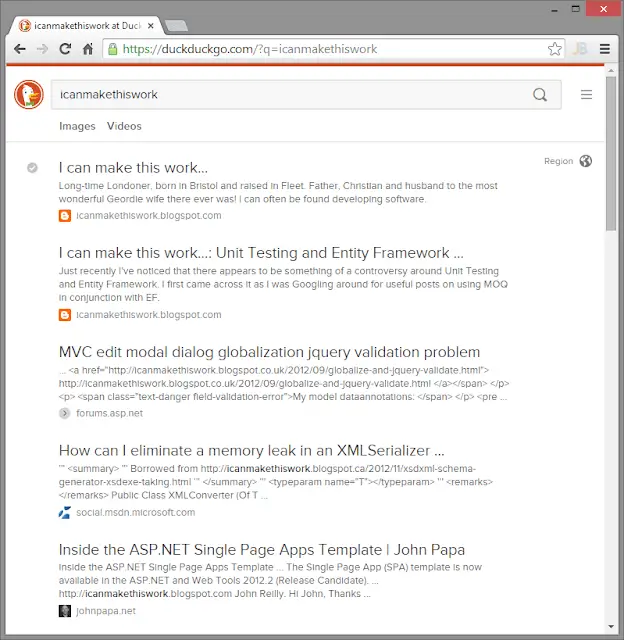 icanmakethiswork at Duck
https://duckduckgo.com/?q=icanmakethiswork
icanmakethiswork
Images Videos
Region
I can make this work...
Long-time Londoner, born in Bristol and raised in Fleet. Father, Christian and husband to the most
wonderful Geordie wife there ever was! I can often be found developing software.
icanmakethiswork.blogspot.com
I can make this work...: Unit Testing and Entity Framework ...
Just recently I've noticed that there appears to be something of a controversy around Unit Testing
and Entity Framework. I first came across it as I was Googling around for useful posts on using MOQ
in conjunction with EF.
icanmakethiswork.blogspot.com
MVC edit modal dialog globalization jquery validation problem
... <a href="http://icanmakethiswork.blogspot.co.uk/2012/09/globalize-and-jquery-validate.html">
http://icanmakethiswork.blogspot.co.uk/2012/09/globalize-and-jquery-validate.html </a></span> </p>
<p> <span class="text-danger field-validation-error">My model dataannotations: </span> </p> <pre ...
forums.asp.net
How can I eliminate a memory leak in an XMLSerializer ...
''' <summary> ''' Borrowed from http://icanmakethiswork.blogspot.ca/2012/11/xsdxml-schema-
generator-xsdexe-taking.html ''' </summary> ''' <typeparam name="T"></typeparam> ''' <remarks>
</remarks> Public Class XMLConverter (Of T ...
social.msdn.microsoft.com
Inside the ASP.NET Single Page Apps Template | John Papa
Inside the ASP.NET Single Page Apps Template ... The Single Page App (SPA) template is now
available in the ASP.NET and Web Tools 2012.2 (Release Candidate). ...
http://icanmakethiswork.blogspot.com John Reilly. Hi John, Thanks ...
johnpapa.net